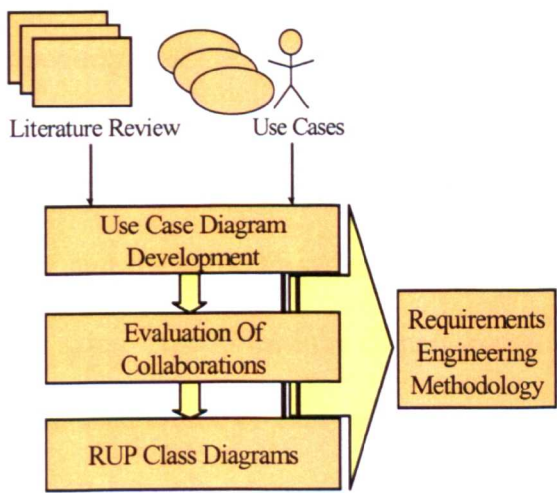 Literature Review
Use Cases
Use Case Diagram
Development
Evaluation Of
Collaborations
RUP Class Diagrams
Requirements
Engineering
Methodology